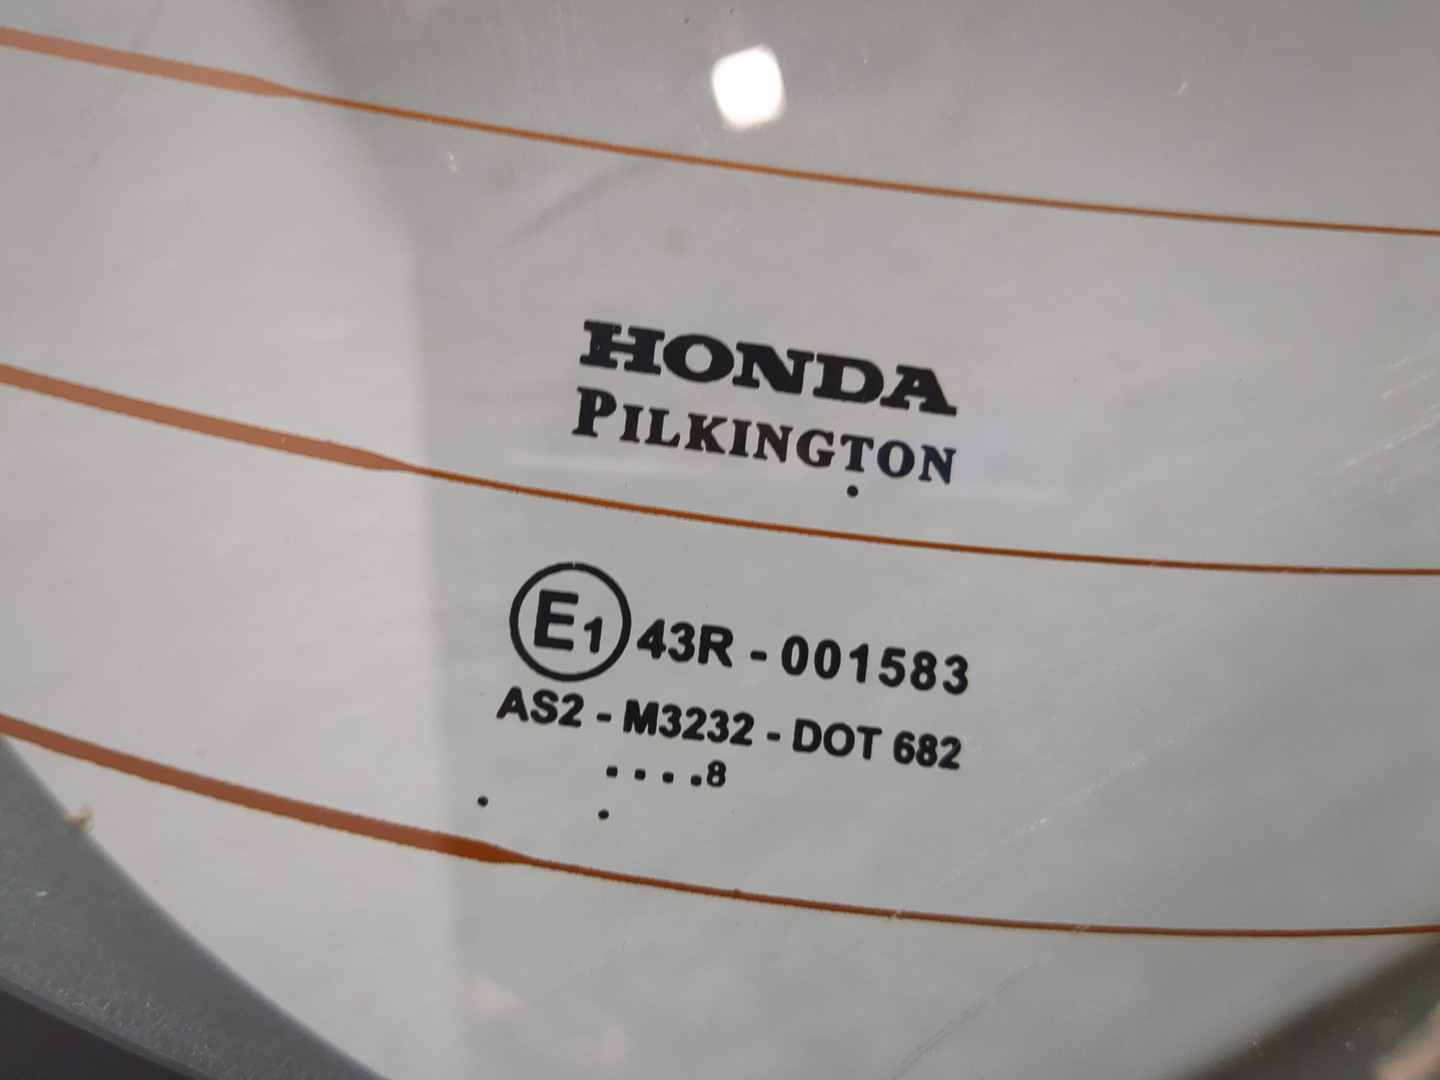 HONDA
PILKINGTON
E1 43R - 001583
AS2 - M3232 - DOT 682
....8